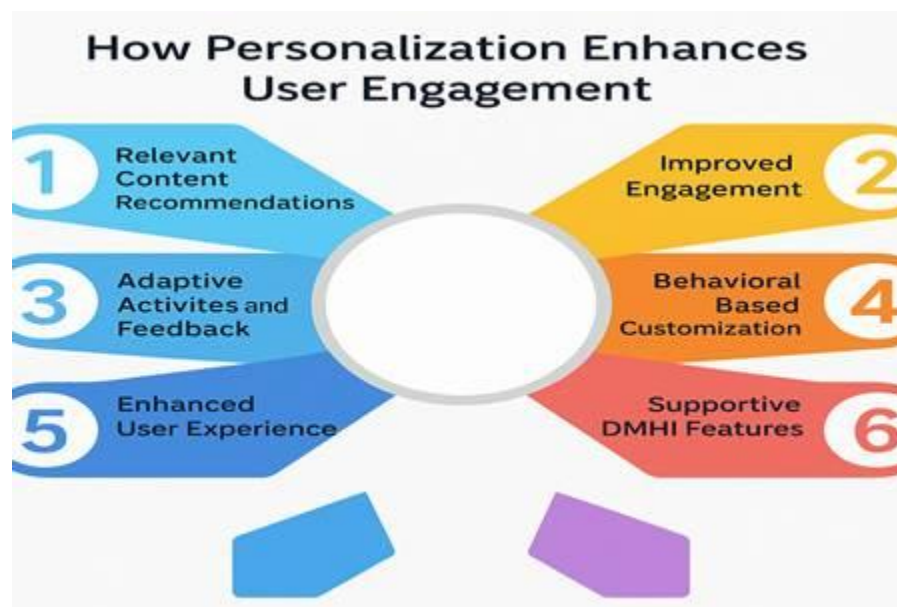 How Personalization Enhances
User Engagement
1
Relevant
Content
Recommendations
2
Improved
Engagement
3
Adaptive
Activites and
Feedback
4
Behavioral
Based
Customization
5
Enhanced
User Experience
6
Supportive
DMHI Features